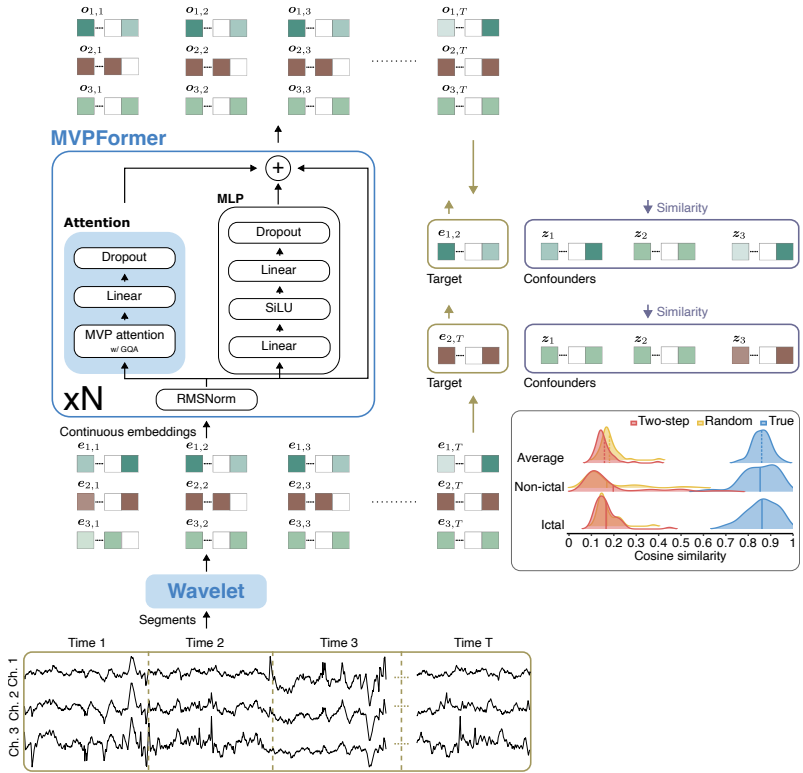 o1,1 o1,2 o1,3 o1,T
o2,1 o2,2 o2,3 o2,T
o3,1 o3,2 o3,3 o3,T
MVPFormer
+
MLP
Attention
Dropout
Linear
MVP attention
w/ GQA
Dropout
Linear
SiLU
Linear
xN
RMSNorm
Similarity
e1,2 z1 z2 z3
Target Confounders
Similarity
e2,T z1 z2 z3
Target Confounders
Continuous embeddings
e1,1 e1,2 e1,3 e1,T
e2,1 e2,2 e2,3 e2,T
e3,1 e3,2 e3,3 e3,T
Two-step Random True
Average
Non-ictal
Ictal
0 0.1 0.2 0.3 0.4 0.5 0.6 0.7 0.8 0.9 1
Cosine similarity
Wavelet
Segments
Time 1 Time 2 Time 3 Time T
Ch. 1
Ch. 2
Ch. 3